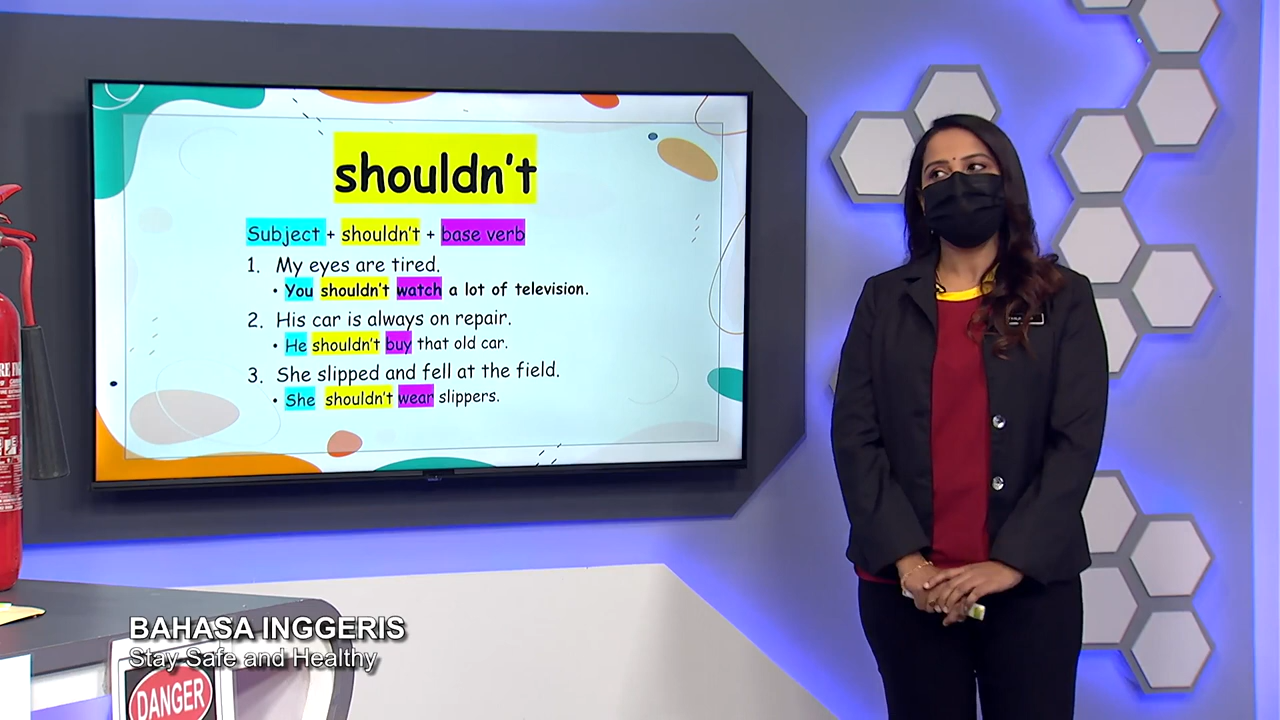 shouldn't
Subject + shouldn't + base verb
1. My eyes are tired.
• You shouldn't watch a lot of television.
2. His car is always on repair.
• He shouldn't buy that old car.
3. She slipped and fell at the field.
• She shouldn't wear slippers.
BAHASA INGGERIS
Stay Safe and Healthy
DANGER